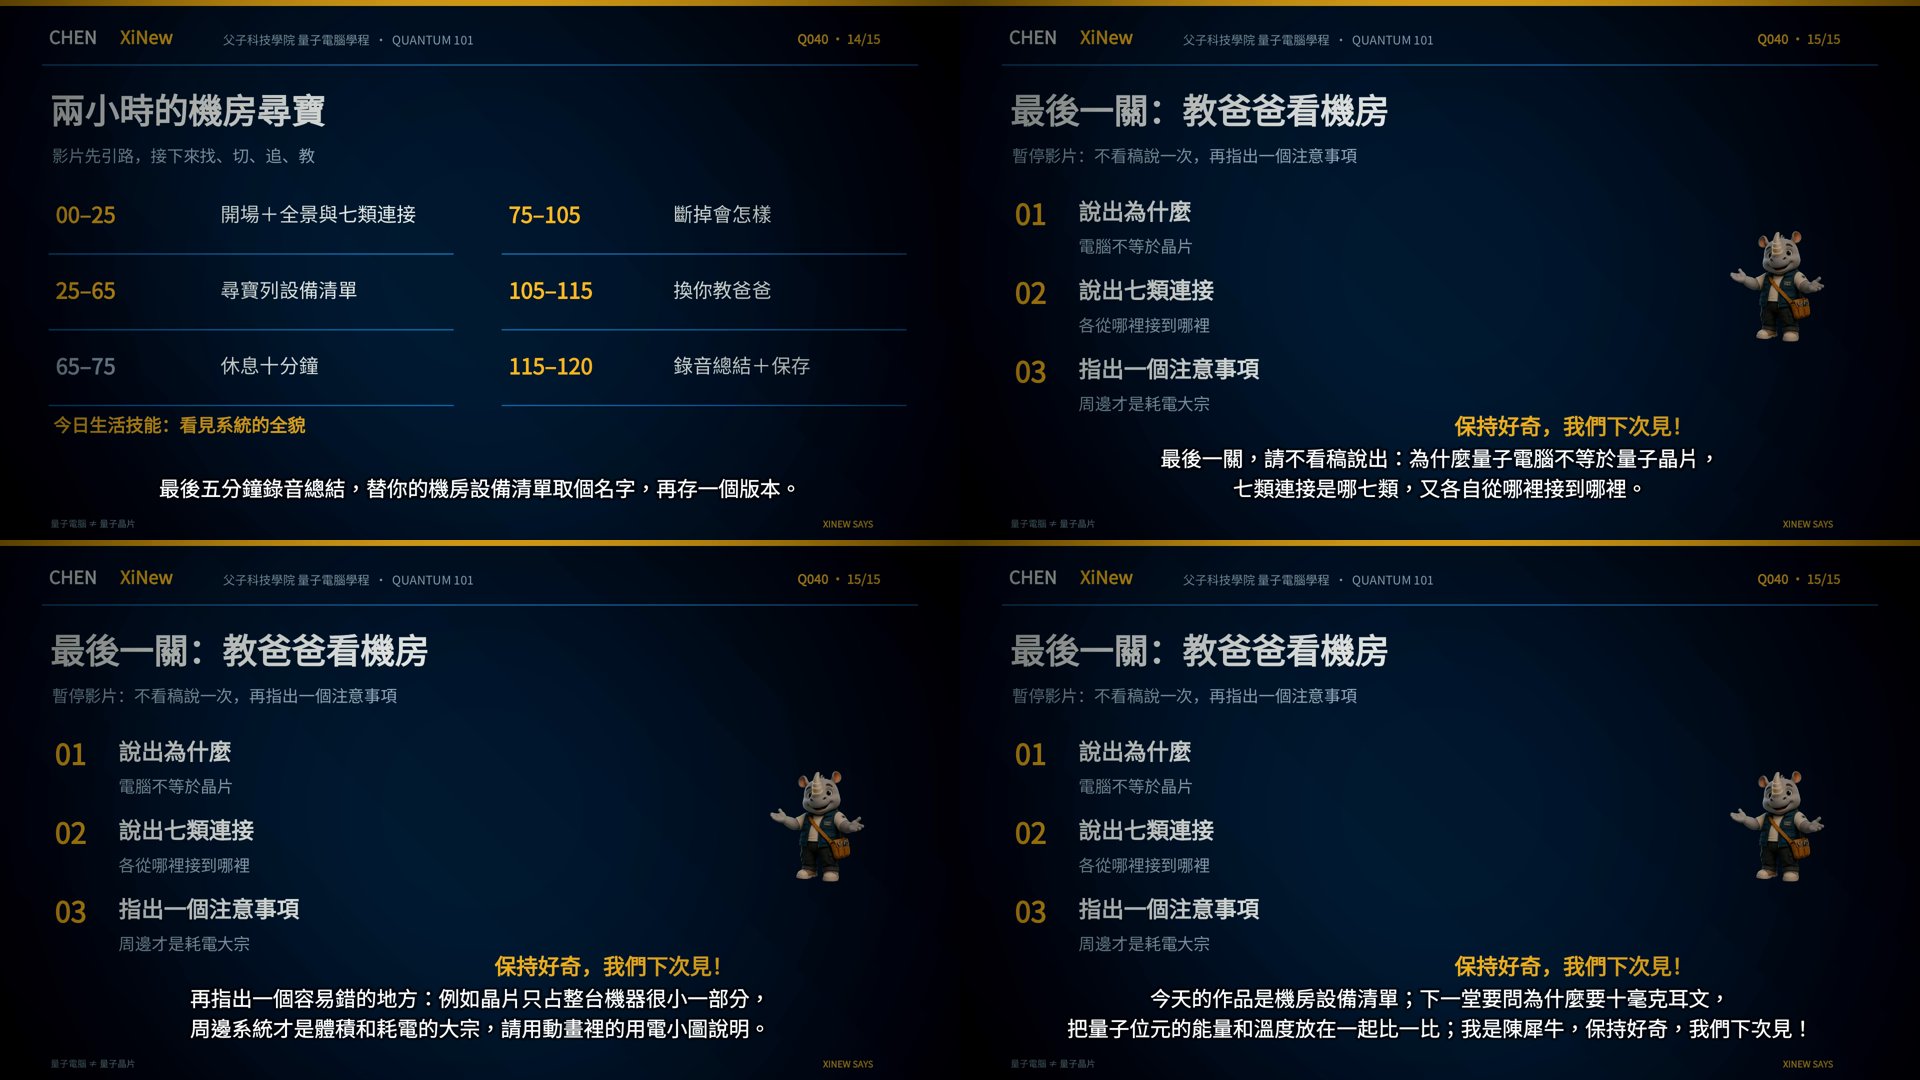 CHEN XiNew 父子科技學院 量子電腦學程 · QUANTUM 101 Q040 · 14/15
兩小時的機房尋寶
影片先引路，接下來找、切、追、教
00–25 開場＋全景與七類連接
75–105 斷掉會怎樣
25–65 尋寶列設備清單
105–115 換你教爸爸
65–75 休息十分鐘
115–120 錄音總結＋保存
今日生活技能：看見系統的全貌
最後五分鐘錄音總結，替你的機房設備清單取個名字，再存一個版本。
量子電腦 ≠ 量子晶片 XINEW SAYS
CHEN XiNew 父子科技學院 量子電腦學程 · QUANTUM 101 Q040 · 15/15
最後一關：教爸爸看機房
暫停影片：不看稿說一次，再指出一個注意事項
01 說出為什麼
電腦不等於晶片
02 說出七類連接
各從哪裡接到哪裡
03 指出一個注意事項
周邊才是耗電大宗
保持好奇，我們下次見！
最後一關，請不看稿說出：為什麼量子電腦不等於量子晶片，
七類連接是哪七類，又各自從哪裡接到哪裡。
量子電腦 ≠ 量子晶片 XINEW SAYS
CHEN XiNew 父子科技學院 量子電腦學程 · QUANTUM 101 Q040 · 15/15
最後一關：教爸爸看機房
暫停影片：不看稿說一次，再指出一個注意事項
01 說出為什麼
電腦不等於晶片
02 說出七類連接
各從哪裡接到哪裡
03 指出一個注意事項
周邊才是耗電大宗
保持好奇，我們下次見！
再指出一個容易錯的地方：例如晶片只占整台機器很小一部分，
周邊系統才是體積和耗電的大宗，請用動畫裡的用電小圖說明。
量子電腦 ≠ 量子晶片 XINEW SAYS
CHEN XiNew 父子科技學院 量子電腦學程 · QUANTUM 101 Q040 · 15/15
最後一關：教爸爸看機房
暫停影片：不看稿說一次，再指出一個注意事項
01 說出為什麼
電腦不等於晶片
02 說出七類連接
各從哪裡接到哪裡
03 指出一個注意事項
周邊才是耗電大宗
保持好奇，我們下次見！
今天的作品是機房設備清單；下一堂要問為什麼要十毫克耳文，
把量子位元的能量和溫度放在一起比一比；我是陳犀牛，保持好奇，我們下次見！
量子電腦 ≠ 量子晶片 XINEW SAYS